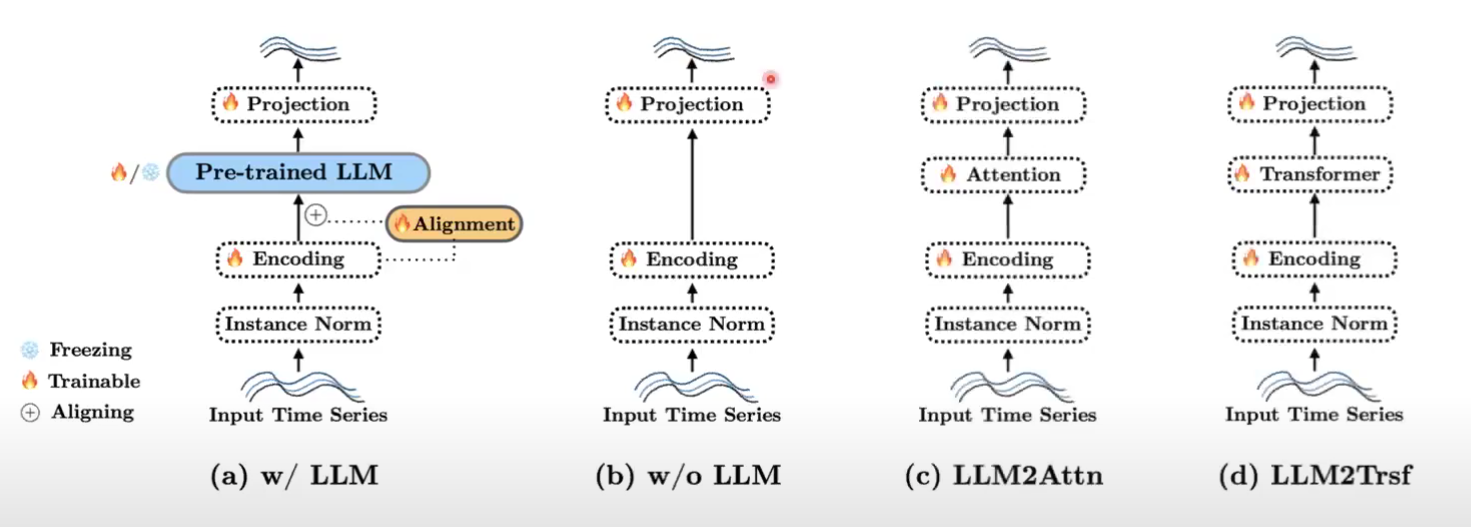 Projection
Pre-trained LLM
/
Alignment
Encoding
Instance Norm
Input Time Series
(a) w/ LLM
Projection
Encoding
Instance Norm
Input Time Series
(b) w/o LLM
Projection
Attention
Encoding
Instance Norm
Input Time Series
(c) LLM2Attn
Projection
Transformer
Encoding
Instance Norm
Input Time Series
(d) LLM2Trsf
Freezing
Trainable
Aligning